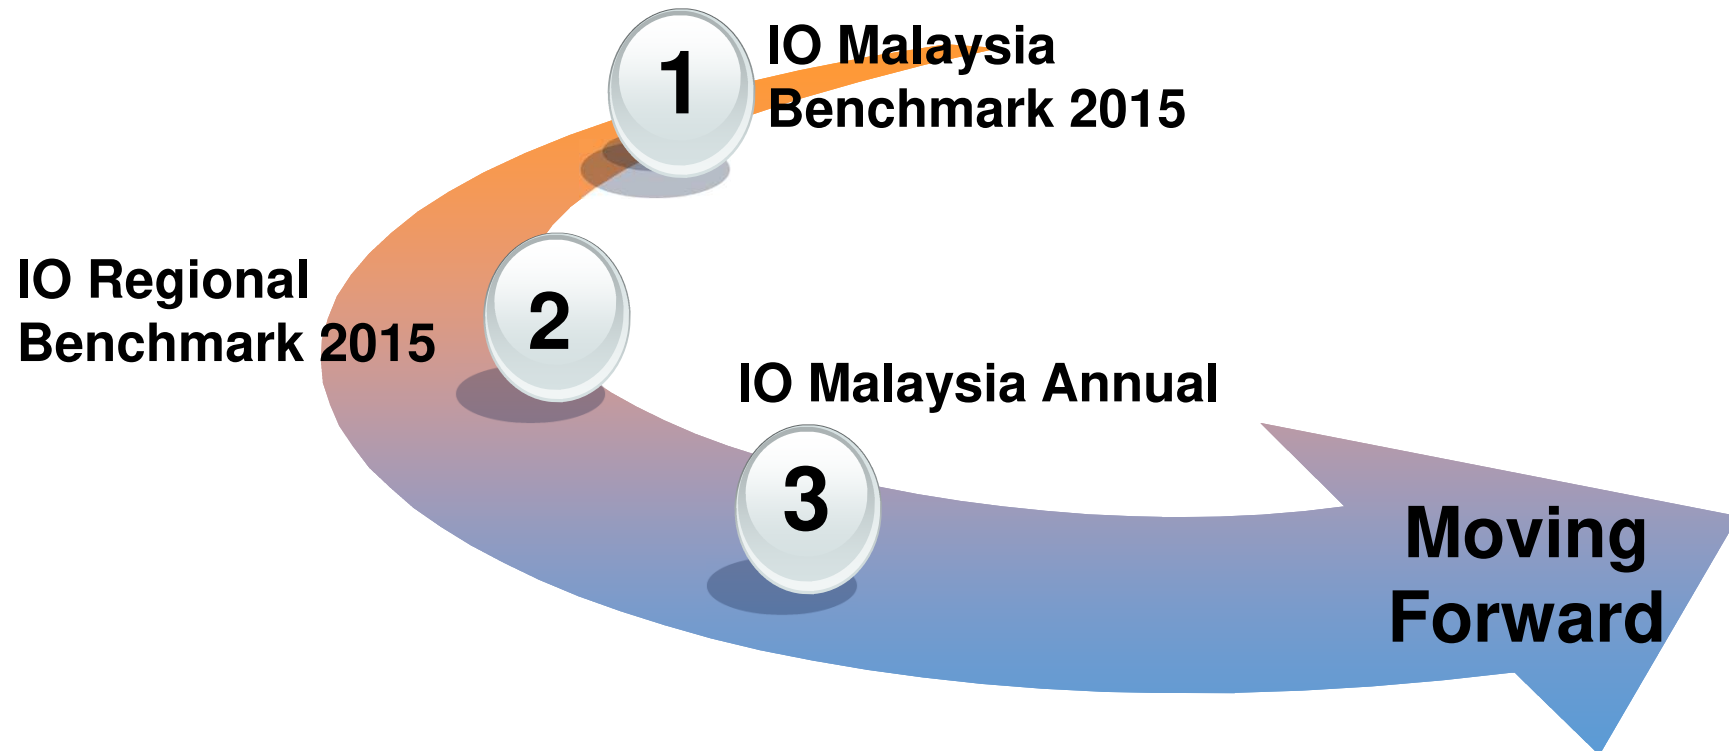 1
IO Malaysia
Benchmark 2015
IO Regional
Benchmark 2015
2
IO Malaysia Annual
3
Moving
Forward